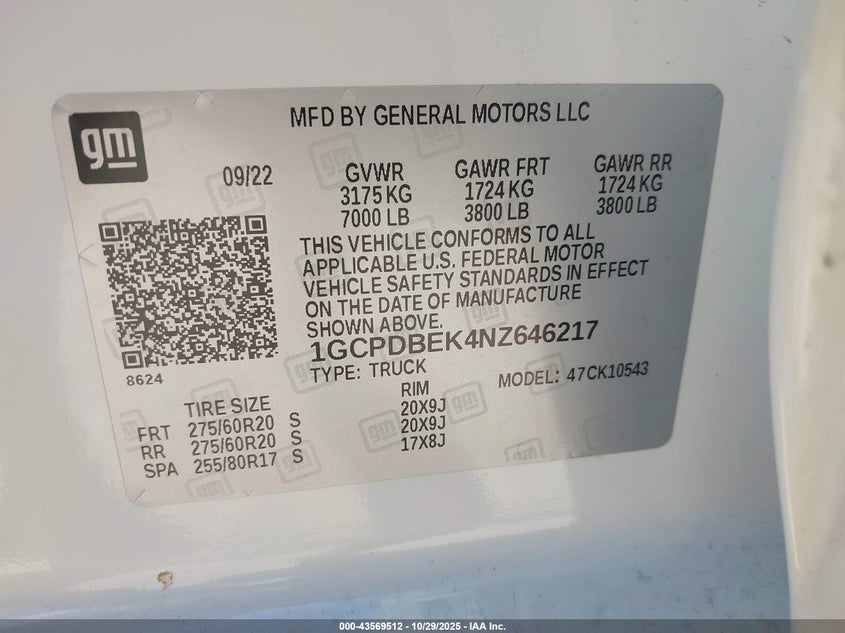 gm
MFD BY GENERAL MOTORS LLC
09/22
GVWR GAWR FRT GAWR RR
3175 KG 1724 KG 1724 KG
7000 LB 3800 LB 3800 LB
THIS VEHICLE CONFORMS TO ALL
APPLICABLE U.S. FEDERAL MOTOR
VEHICLE SAFETY STANDARDS IN EFFECT
ON THE DATE OF MANUFACTURE
SHOWN ABOVE.
1GCPDBEK4NZ646217
8624
TYPE: TRUCK MODEL: 47CK10543
TIRE SIZE RIM
FRT 275/60R20 S 20X9J
RR 275/60R20 S 20X9J
SPA 255/80R17 S 17X8J
000-43569512 - 10/29/2025 - IAA Inc.